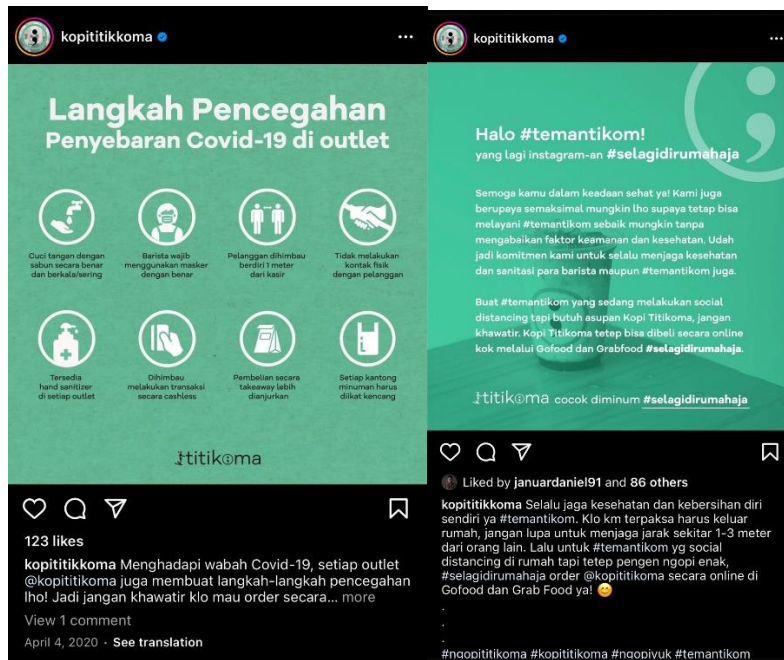 kopititikkoma
Langkah Pencegahan
Penyebaran Covid-19 di outlet
Cuci tangan dengan
sabun secara benar
dan berkala/sering
Barista wajib
menggunakan masker
dengan benar
Pelanggan dihimbau
berdiri 1 meter
dari kasir
Tidak melakukan
kontak fisik
dengan pelanggan
Tersedia
hand sanitizer
di setiap outlet
Dihimbau
melakukan transaksi
secara cashless
Pembelian secara
takeaway lebih
dianjurkan
Setiap kantong
minuman harus
diikat kencang
titikoma
123 likes
kopititikkoma Menghadapi wabah Covid-19, setiap outlet
@kopititikoma juga membuat langkah-langkah pencegahan
lho! Jadi jangan khawatir klo mau order secara... more
View 1 comment
April 4, 2020 · See translation
kopititikkoma
Halo #temantikom!
yang lagi instagram-an #selagidirumahaja
Semoga kamu dalam keadaan sehat ya! Kami juga
berupaya semaksimal mungkin lho supaya tetap bisa
melayani #temantikom sebaik mungkin tanpa
mengabaikan faktor keamanan dan kesehatan. Udah
jadi komitmen kami untuk selalu menjaga kesehatan
dan sanitasi para barista maupun #temantikom juga.
Buat #temantikom yang sedang melakukan social
distancing tapi butuh asupan Kopi Titikoma, jangan
khawatir. Kopi Titikoma tetep bisa dibeli secara online
kok melalui Gofood dan Grabfood #selagidirumahaja.
titikoma cocok diminum #selagidirumahaja
Liked by januardaniel91 and 86 others
kopititikkoma Selalu jaga kesehatan dan kebersihan diri
sendiri ya #temantikom. Klo km terpaksa harus keluar
rumah, jangan lupa untuk menjaga jarak sekitar 1-3 meter
dari orang lain. Lalu untuk #temantikom yg social
distancing di rumah tapi tetep pengen ngopi enak,
#selagidirumahaja order @kopititikoma secara online di
Gofood dan Grab Food ya! 😊
.
.
.
#ngopititikoma #kopititikoma #ngopiyuk #temantikom